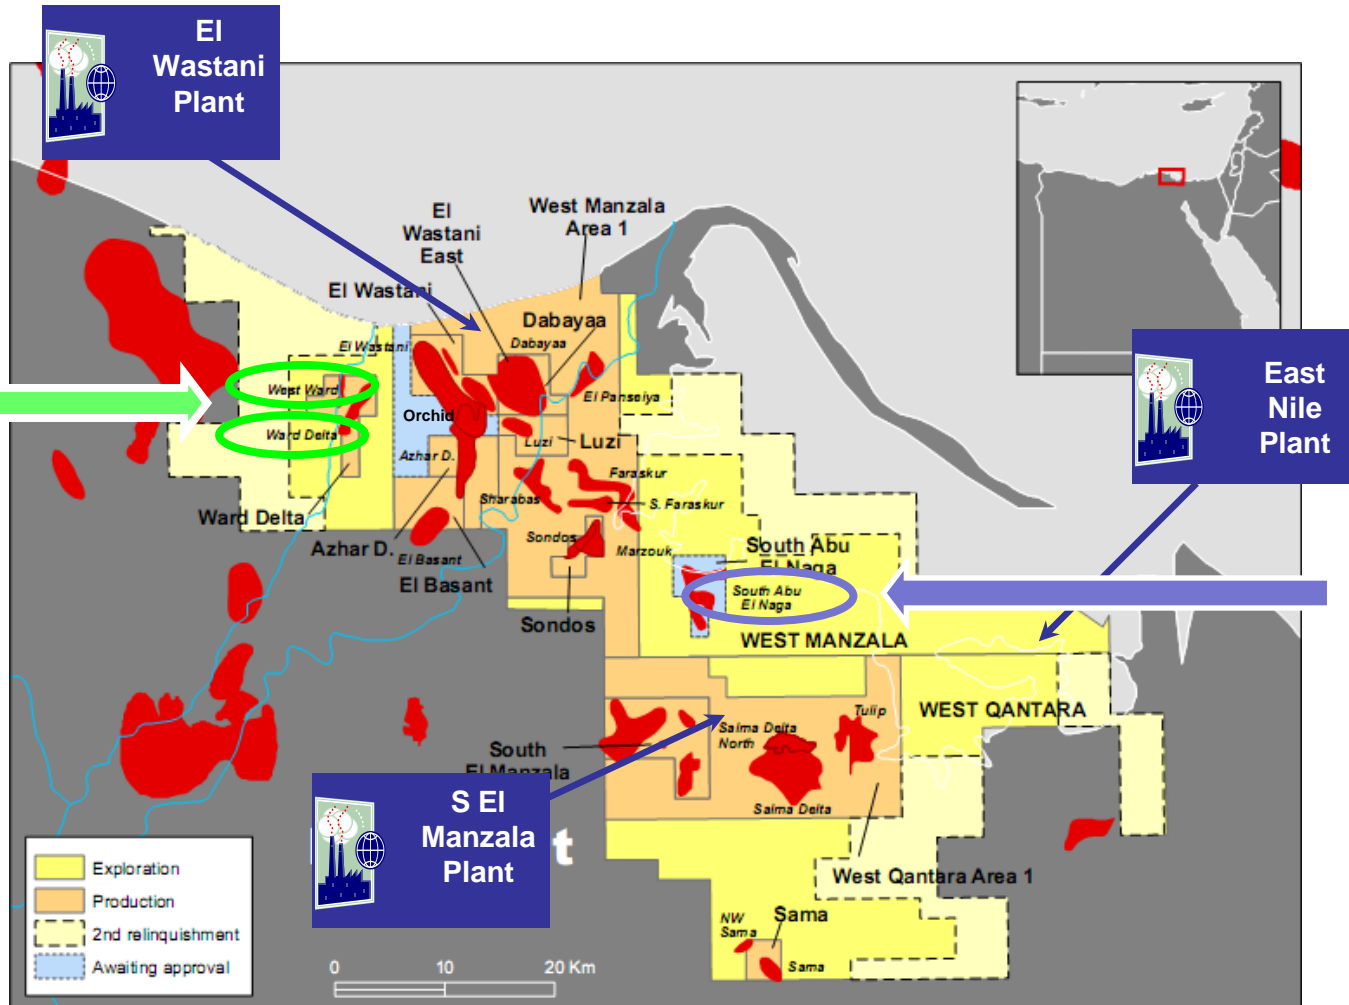 El
Wastani
Plant
El
Wastani
East
West Manzala
Area 1
El Wastani
Dabayaa
Dabayaa
El Wastani
West Ward
El Panseiya
East
Nile
Plant
Orchid
Ward Delta
Azhar D.
Luzi
Luzi
Faraskur
Sharabas
S. Faraskur
Ward Delta
Azhar D.
Sondos
Marzouk
South Abu
El Naga
El Basant
El Basant
South Abu
El Naga
Sondos
WEST MANZALA
WEST QANTARA
Tulip
Salma Delta
North
South
El Manzala
S El
Manzala
Plant
t
Salma Delta
Exploration
Production
2nd relinquishment
Awaiting approval
West Qantara Area 1
NW
Sama
Sama
Sama
0 10 20 Km